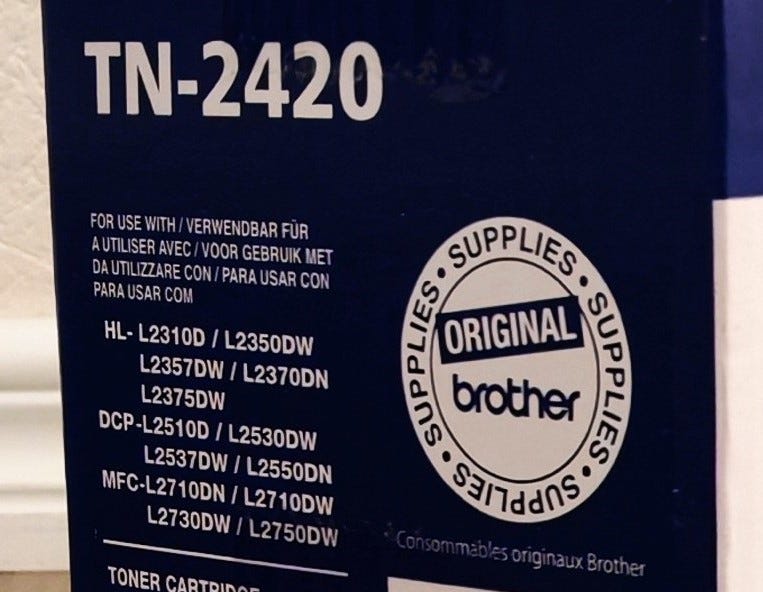 TN-2420
FOR USE WITH / VERWENDBAR FÜR
A UTILISER AVEC / VOOR GEBRUIK MET
DA UTILIZZARE CON / PARA USAR CON
PARA USAR COM
HL- L2310D / L2350DW
L2357DW / L2370DN
L2375DW
DCP-L2510D / L2530DW
L2537DW / L2550DN
MFC-L2710DN / L2710DW
L2730DW / L2750DW
TONER CARTRIDGE
SUPPLIES • SUPPLIES • SUPPLIES • SUPPLIES •
ORIGINAL
brother
Consommables originaux Brother